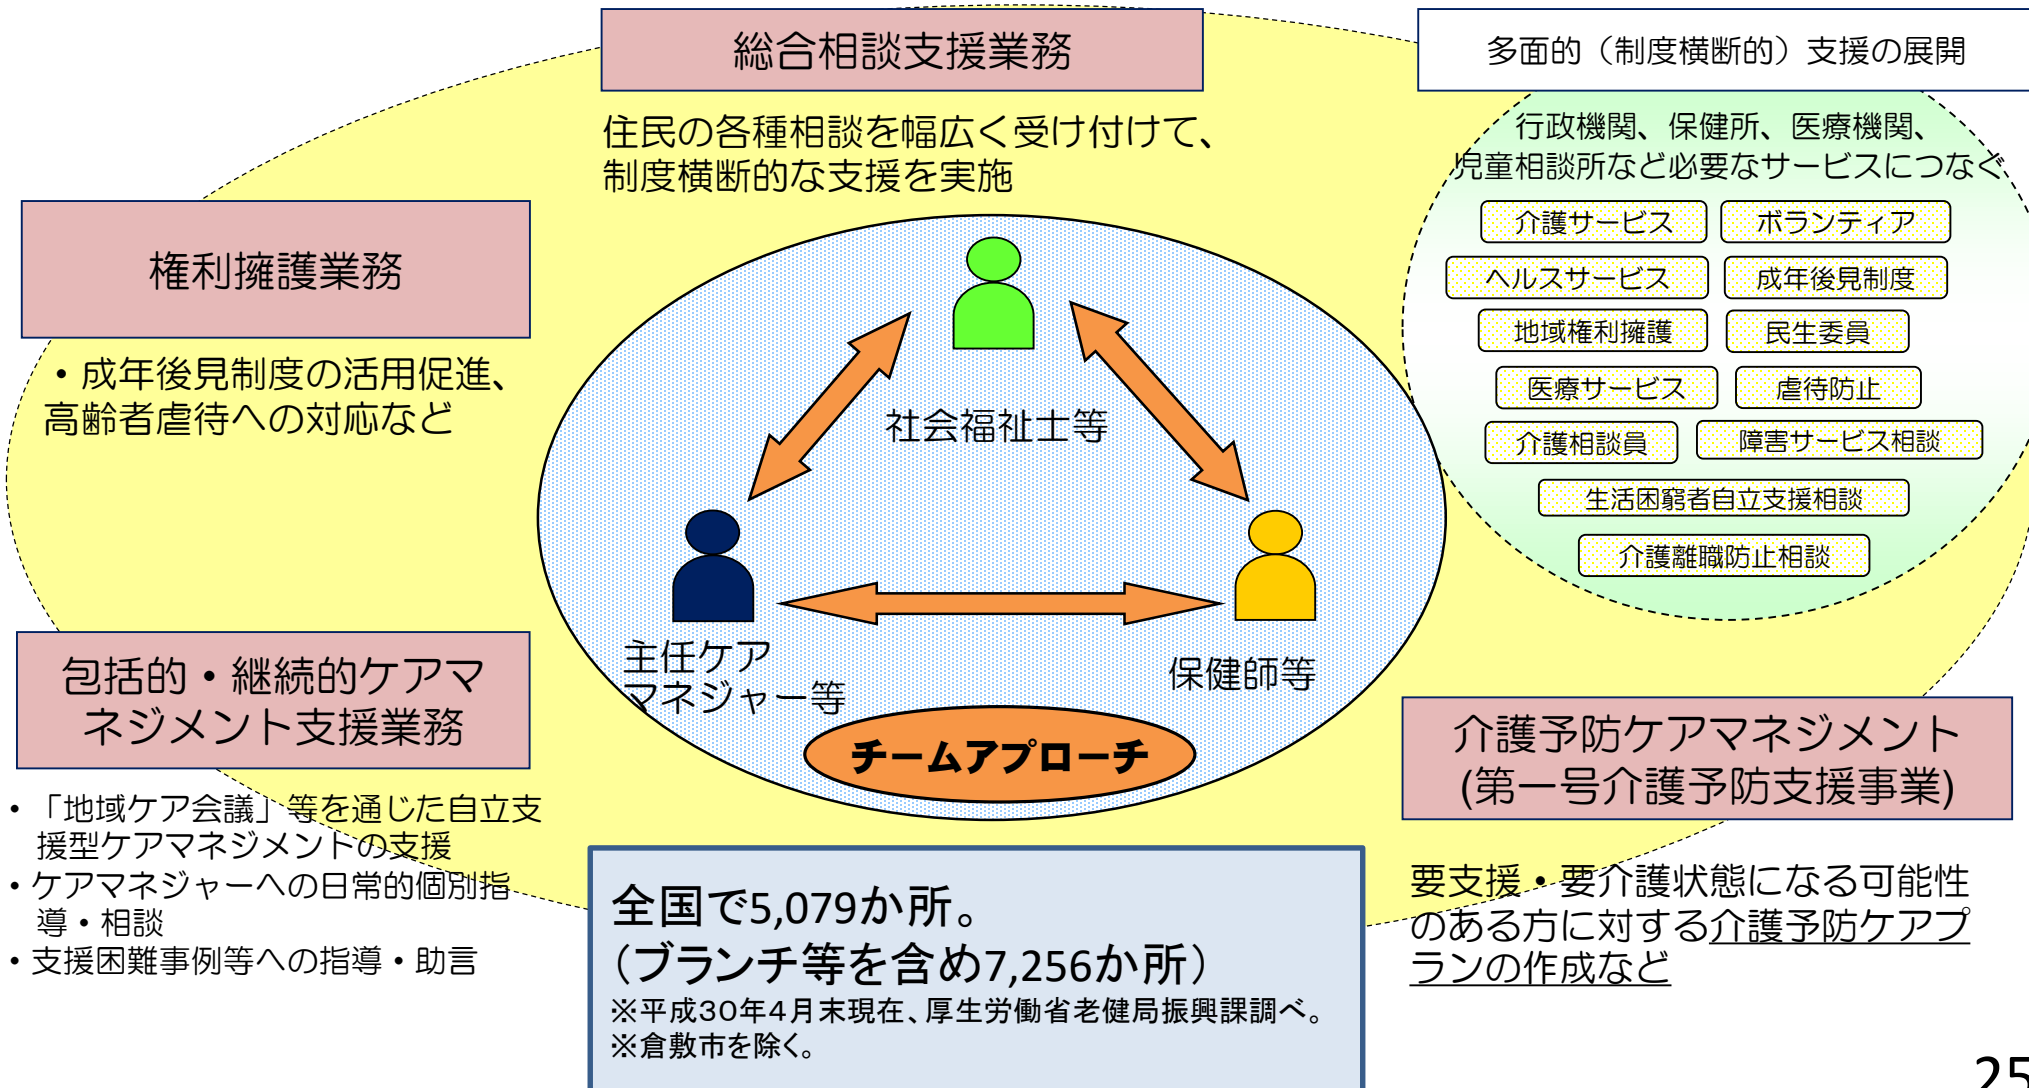 総合相談支援業務
住民の各種相談を幅広く受け付けて、
制度横断的な支援を実施
多面的（制度横断的）支援の展開
行政機関、保健所、医療機関、
児童相談所など必要なサービスにつなぐ
介護サービス
ボランティア
ヘルスサービス
成年後見制度
地域権利擁護
民生委員
医療サービス
虐待防止
介護相談員
障害サービス相談
生活困窮者自立支援相談
介護離職防止相談
権利擁護業務
・成年後見制度の活用促進、
高齢者虐待への対応など
社会福祉士等
主任ケア
マネジャー等
保健師等
チームアプローチ
包括的・継続的ケアマ
ネジメント支援業務
・「地域ケア会議」等を通じた自立支
援型ケアマネジメントの支援
・ケアマネジャーへの日常的個別指
導・相談
・支援困難事例等への指導・助言
全国で5,079か所。
（ブランチ等を含め7,256か所）
※平成30年4月末現在、厚生労働省老健局振興課調べ。
※倉敷市を除く。
介護予防ケアマネジメント
(第一号介護予防支援事業)
要支援・要介護状態になる可能性
のある方に対する介護予防ケアプ
ランの作成など
25